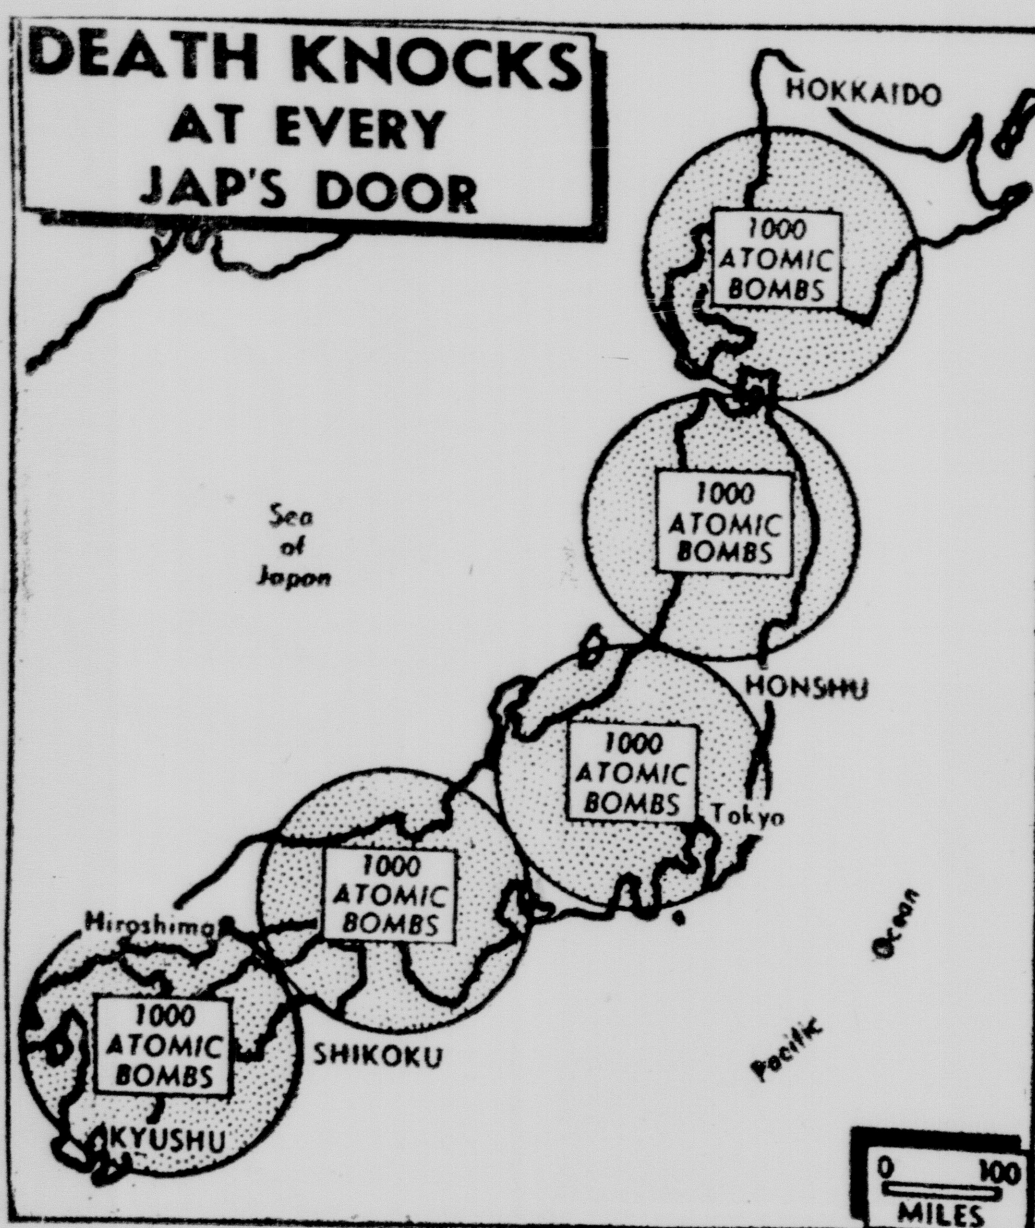 DEATH KNOCKS
AT EVERY
JAP'S DOOR
HOKKAIDO
1000
ATOMIC
BOMBS
1000
ATOMIC
BOMBS
Sea
of
Japan
HONSHU
1000
ATOMIC
BOMBS
Tokyo
1000
ATOMIC
BOMBS
Hiroshima
Ocean
Pacific
1000
ATOMIC
BOMBS
SHIKOKU
KYUSHU
0 100
MILES